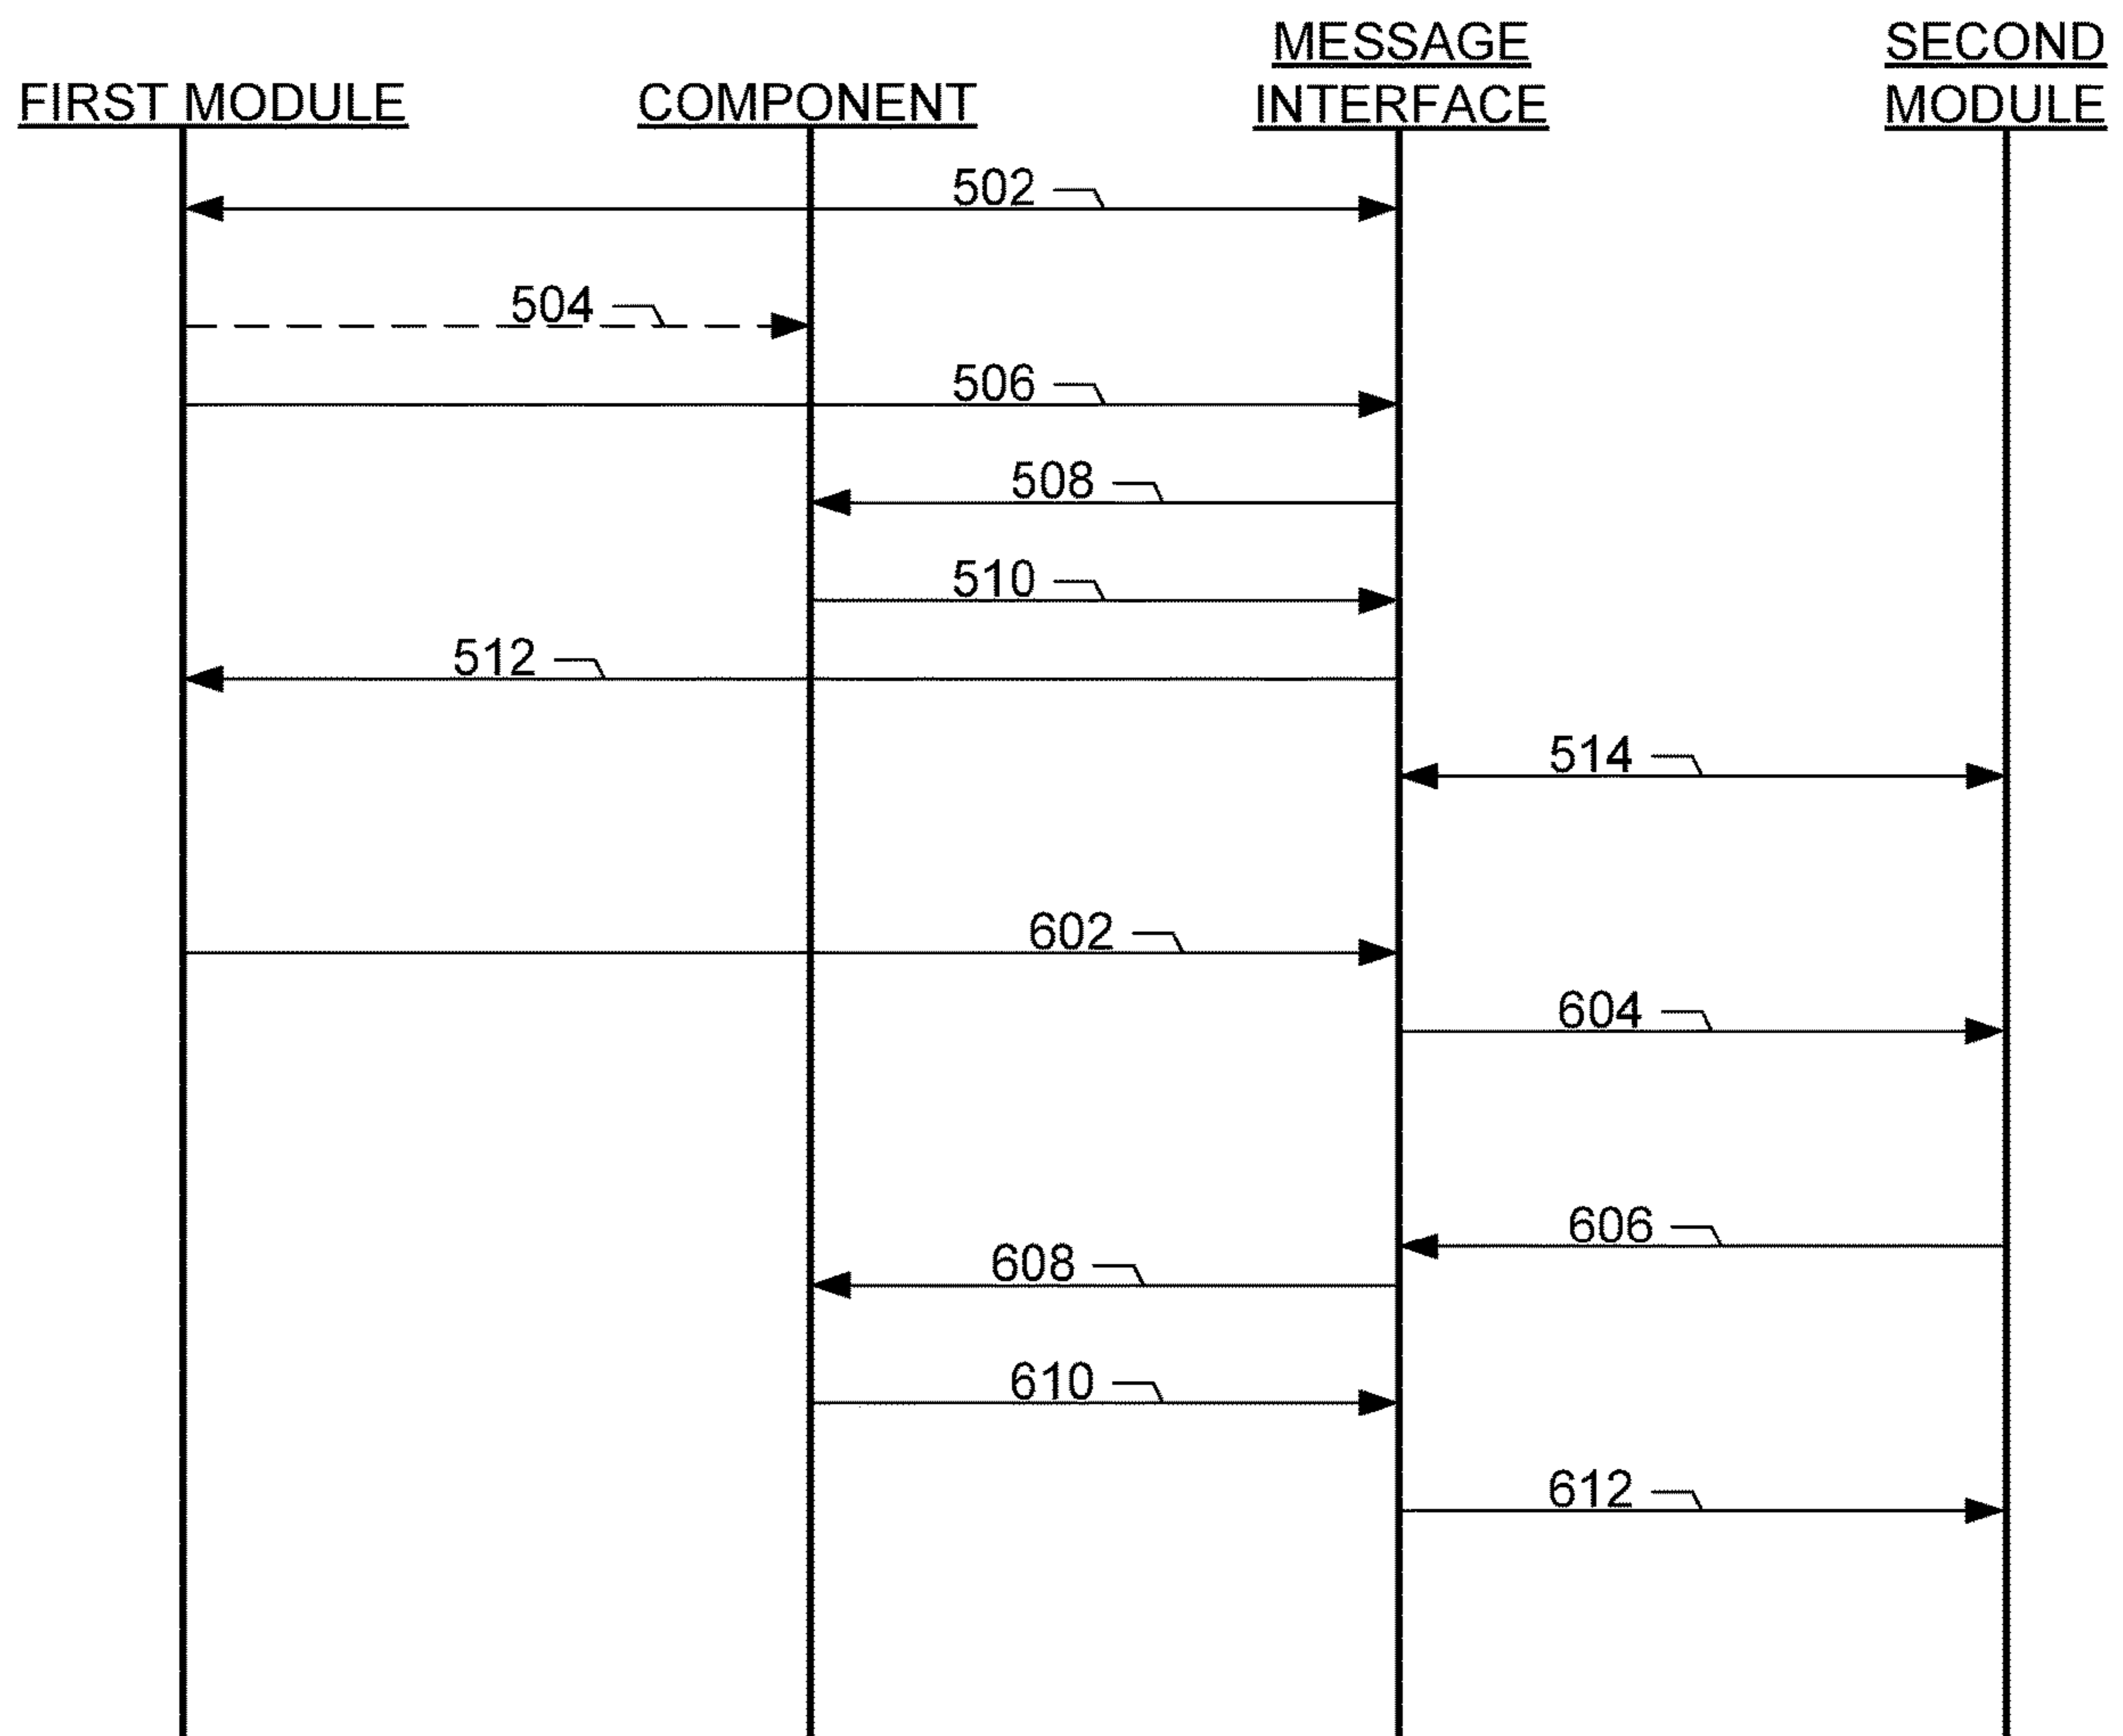 FIRST MODULE
COMPONENT
MESSAGE
INTERFACE
SECOND
MODULE
502
504
506
508
510
512
514
602
604
606
608
610
612